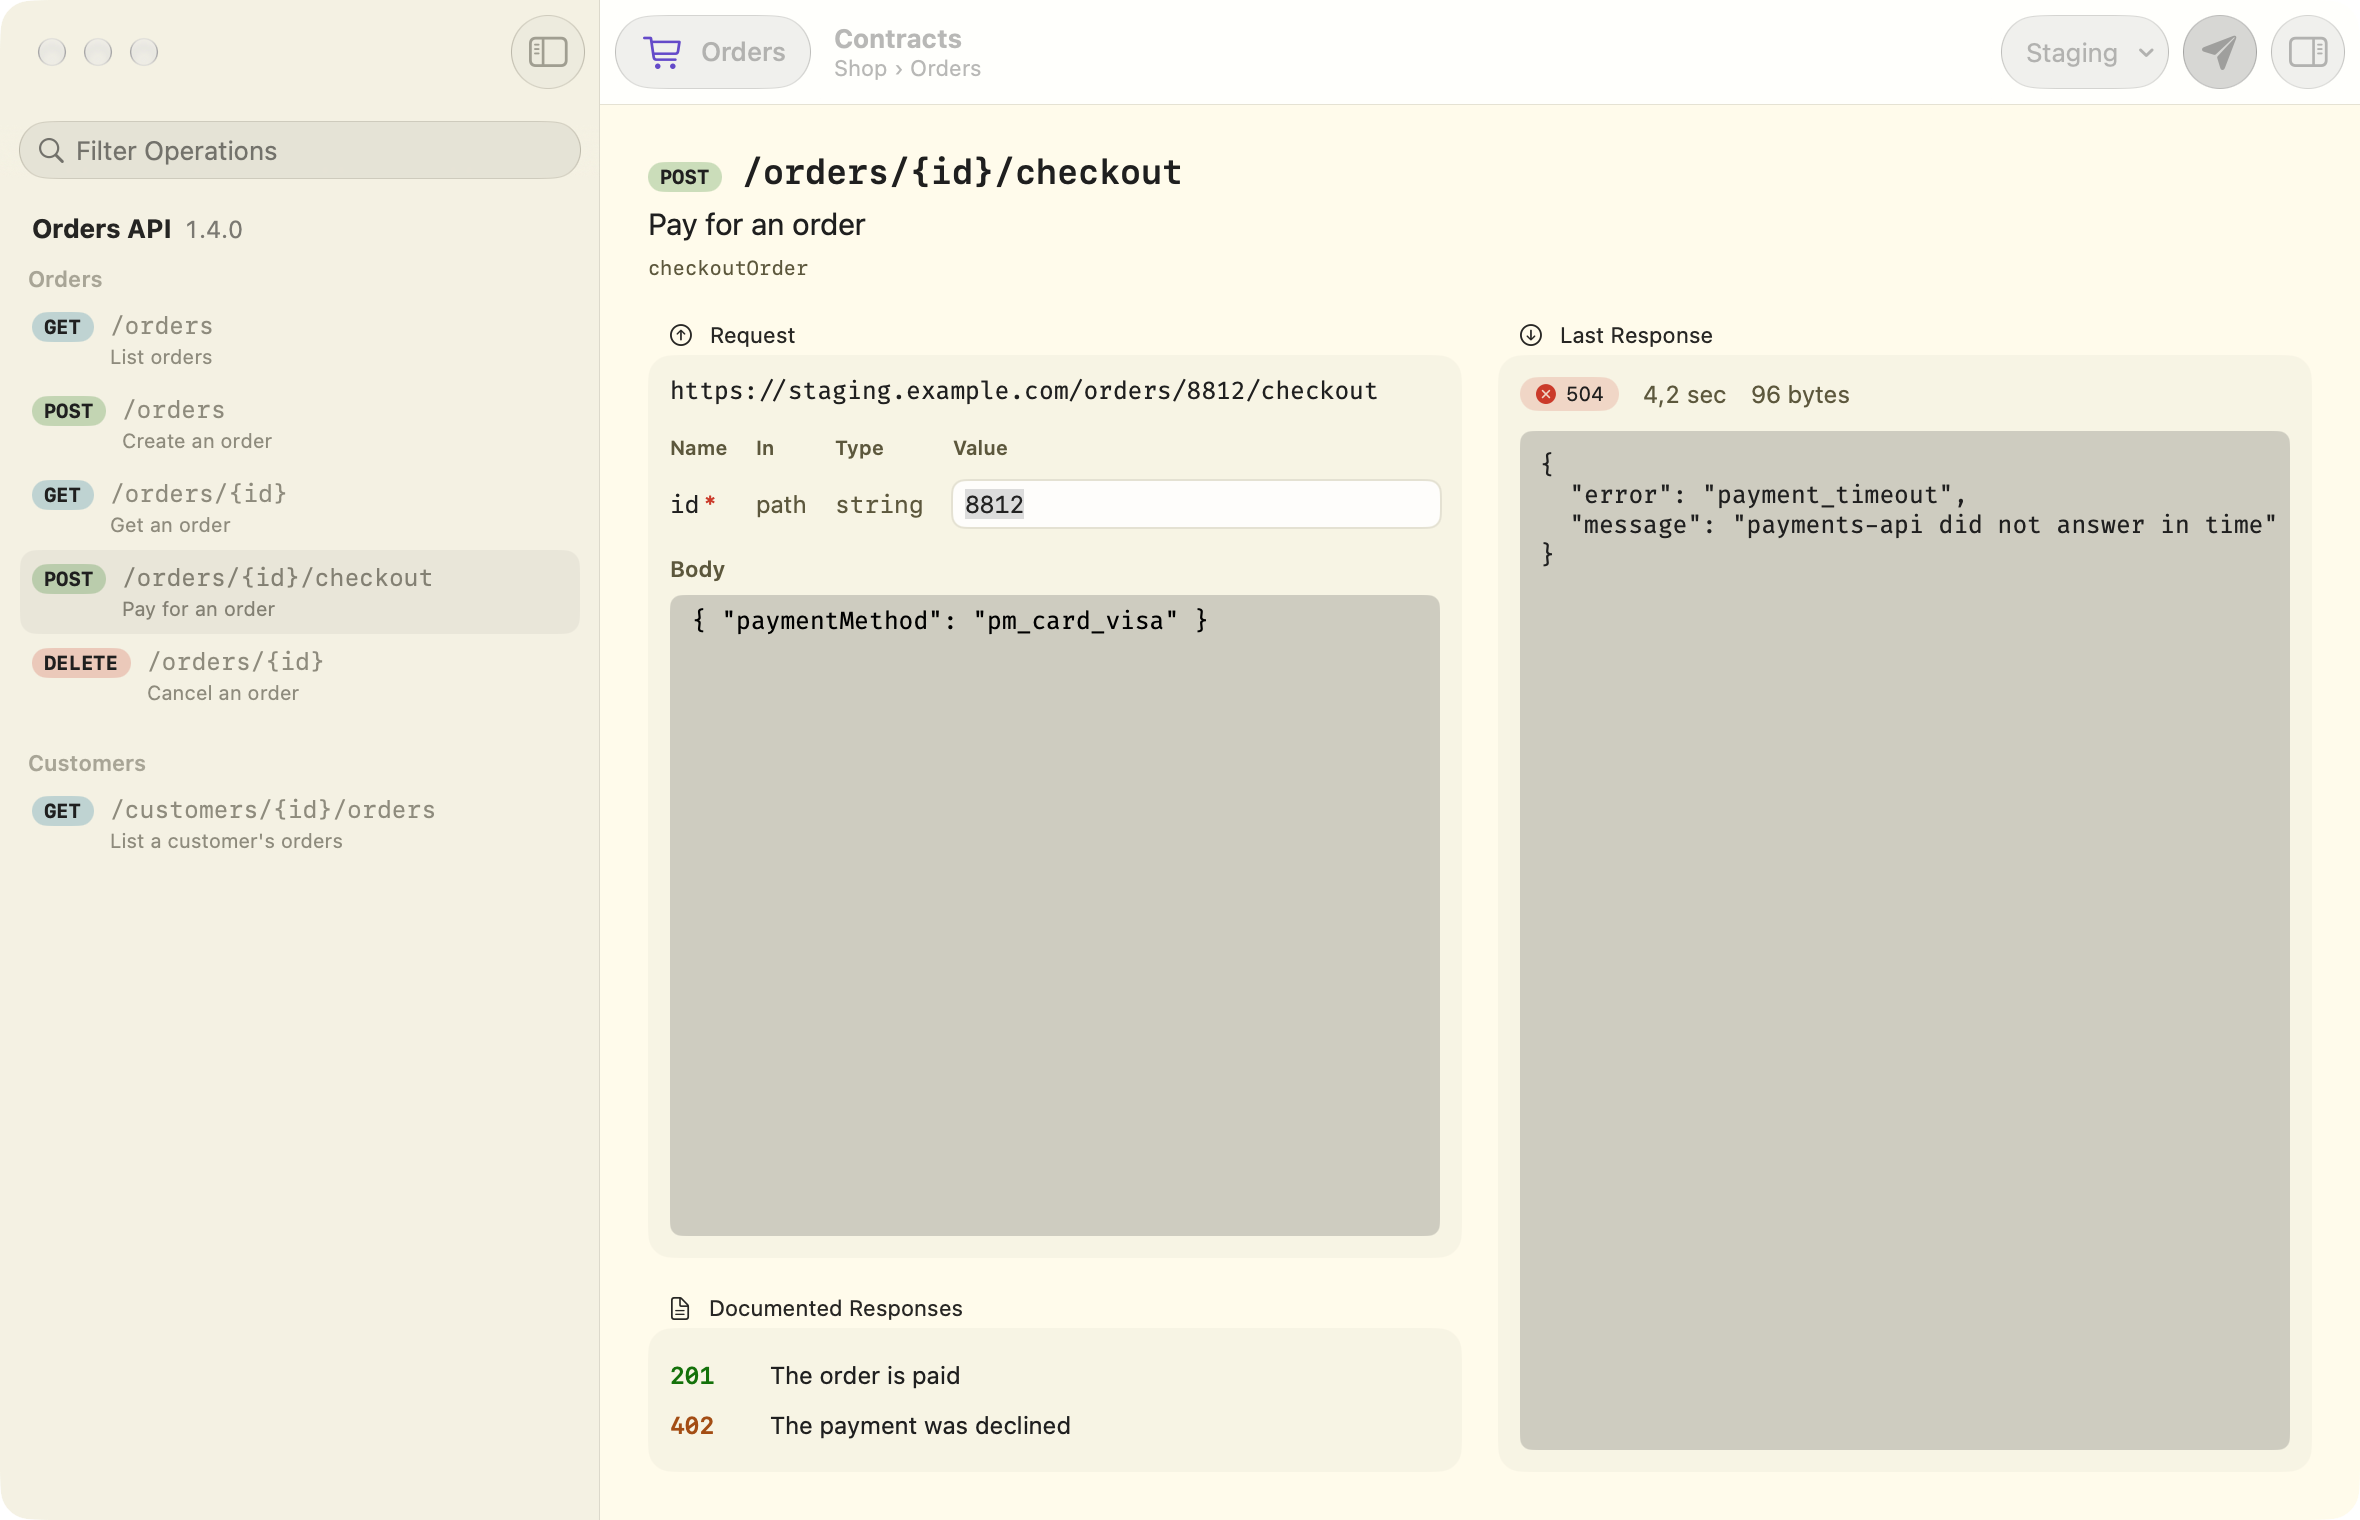 Orders
Contracts
Shop › Orders
Staging
Filter Operations
Orders API 1.4.0
Orders
GET /orders
List orders
POST /orders
Create an order
GET /orders/{id}
Get an order
POST /orders/{id}/checkout
Pay for an order
DELETE /orders/{id}
Cancel an order
Customers
GET /customers/{id}/orders
List a customer's orders
POST /orders/{id}/checkout
Pay for an order
checkoutOrder
Request
https://staging.example.com/orders/8812/checkout
Name In Type Value
id* path string 8812
Body
{ "paymentMethod": "pm_card_visa" }
Documented Responses
201 The order is paid
402 The payment was declined
Last Response
504 4,2 sec 96 bytes
{
"error": "payment_timeout",
"message": "payments-api did not answer in time"
}